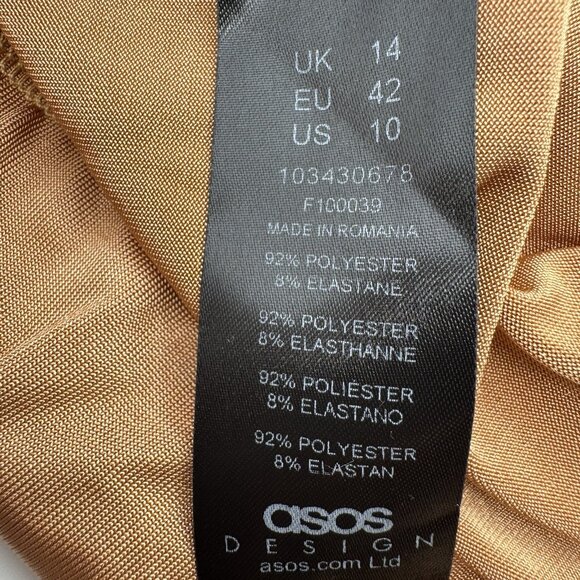 UK 14
EU 42
US 10
103430678
F100039
MADE IN ROMANIA
92% POLYESTER
8% ELASTANE
92% POLYESTER
8% ELASTHANNE
92% POLIÉSTER
8% ELASTANO
92% POLYESTER
8% ELASTAN
asos
DESIGN
asos.com Ltd